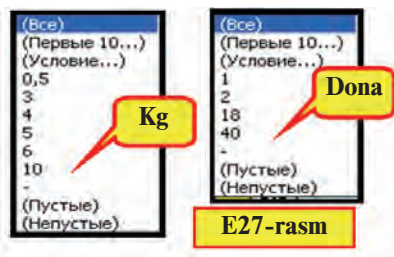 (Все)
(Первые 10...)
(Условие...)
0,5
3
4
5
6
10
-
(Пустые)
(Непустые)
Kg
(Все)
(Первые 10...)
(Условие...)
1
2
18
40
-
(Пустые)
(Непустые)
Dona
E27-rasm